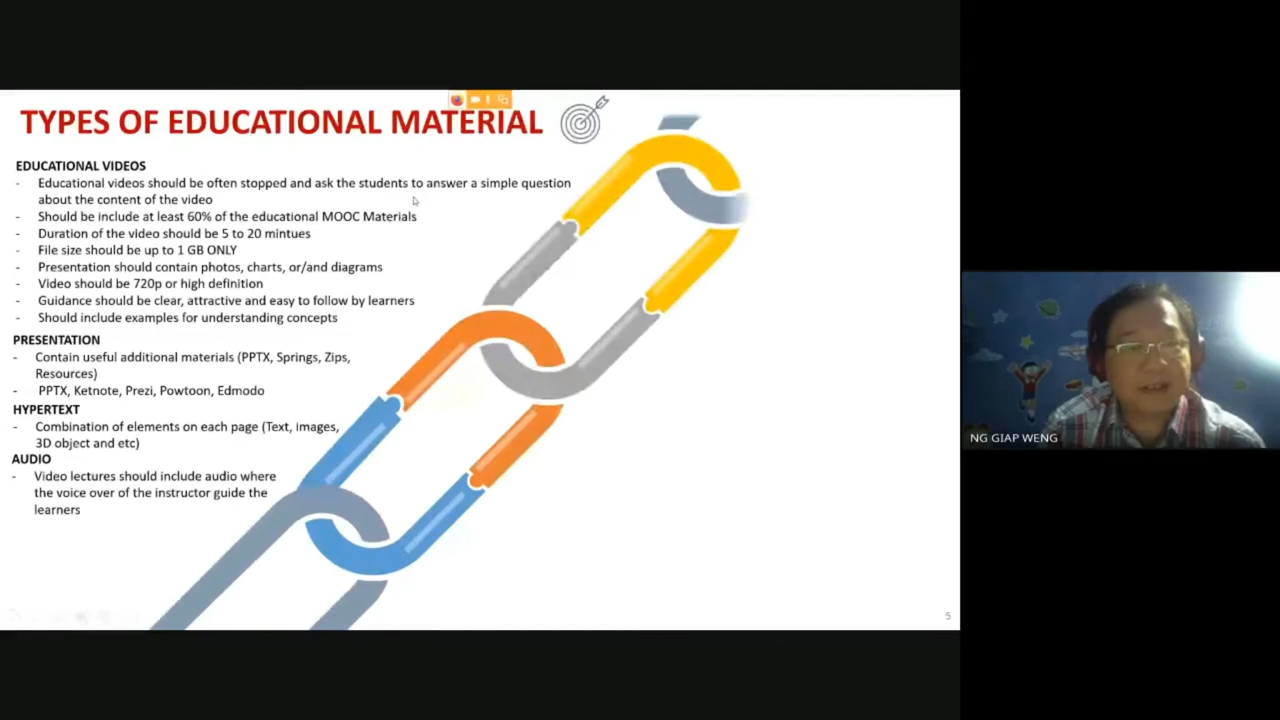 TYPES OF EDUCATIONAL MATERIAL
EDUCATIONAL VIDEOS
- Educational videos should be often stopped and ask the students to answer a simple question
about the content of the video
- Should be include at least 60% of the educational MOOC Materials
- Duration of the video should be 5 to 20 mintues
- File size should be up to 1 GB ONLY
- Presentation should contain photos, charts, or/and diagrams
- Video should be 720p or high definition
- Guidance should be clear, attractive and easy to follow by learners
- Should include examples for understanding concepts
PRESENTATION
- Contain useful additional materials (PPTX, Springs, Zips,
Resources)
- PPTX, Ketnote, Prezi, Powtoon, Edmodo
HYPERTEXT
- Combination of elements on each page (Text, images,
3D object and etc)
AUDIO
- Video lectures should include audio where
the voice over of the instructor guide the
learners
5
NG GIAP WENG